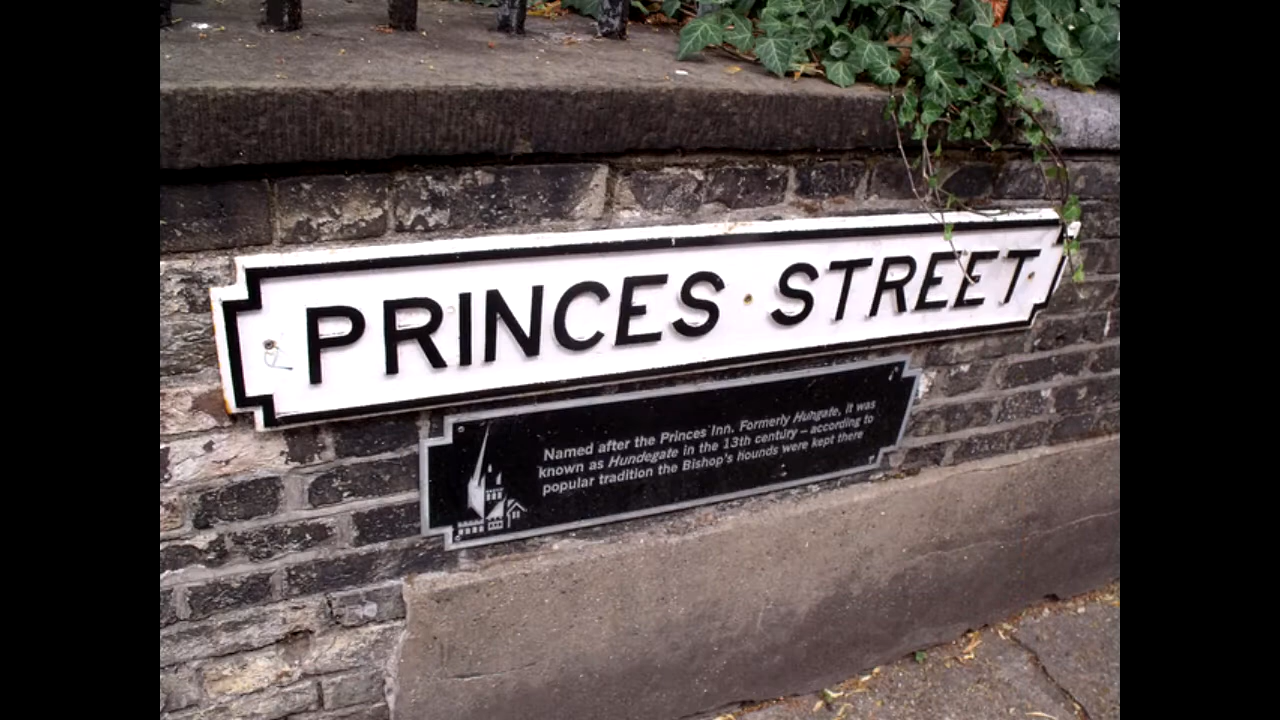 PRINCES STREET
Named after the Princes Inn. Formerly Hungate, it was
known as Hundegate in the 13th century – according to
popular tradition the Bishop's hounds were kept there